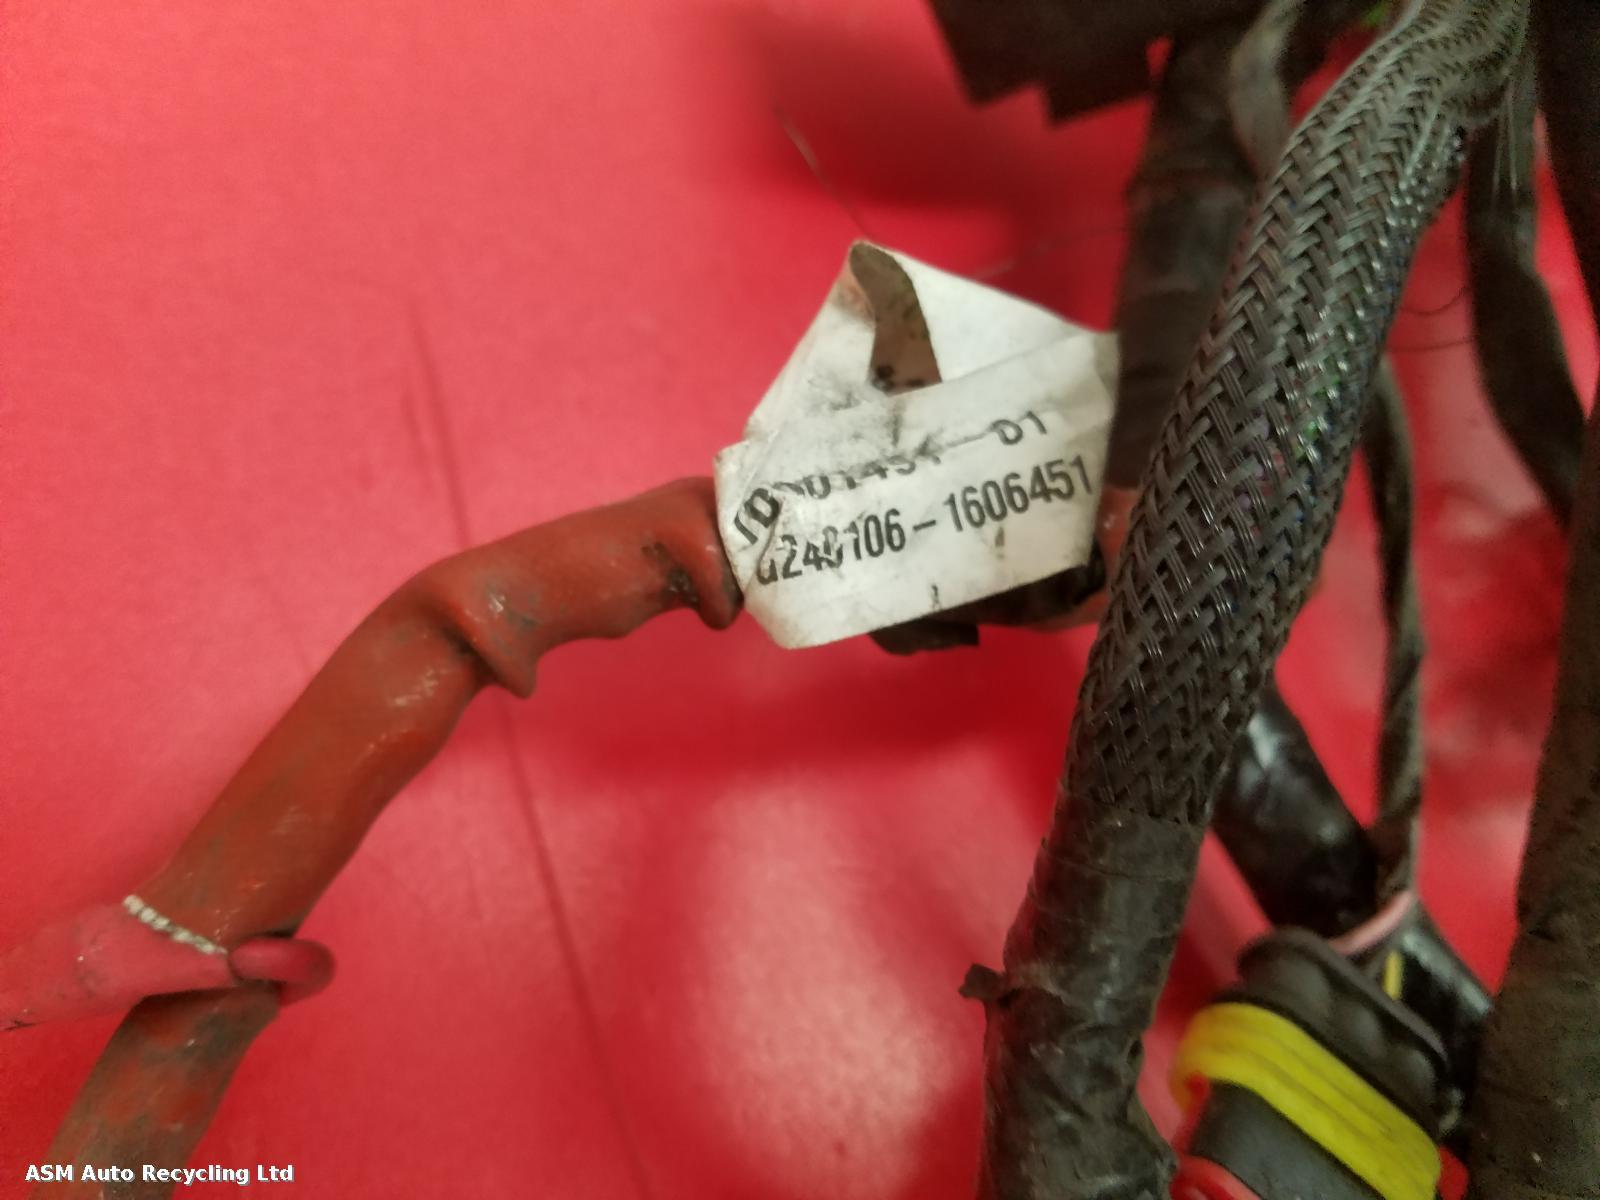 G240106-1606451
ASM Auto Recycling Ltd